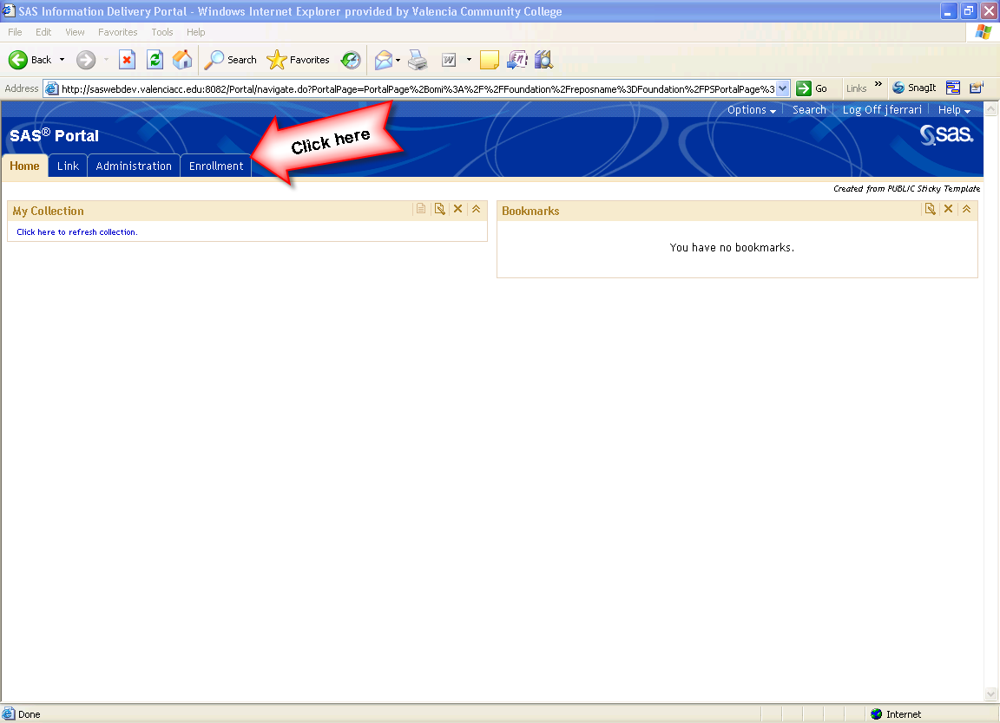 SAS Information Delivery Portal - Windows Internet Explorer provided by Valencia Community College
File Edit View Favorites Tools Help
Back Search Favorites
Address http://saswebdev.valenciacc.edu:8082/Portal/navigate.do?PortalPage=PortalPage%2Bomi%3A%2F%2FFoundation%2Freposname%3DFoundation%2FPSPortalPage%3 Go Links » SnagIt
Options Search Log Off jferrari Help
SAS® Portal
Click here
sas.
Home Link Administration Enrollment
Created from PUBLIC Sticky Template
My Collection
Click here to refresh collection.
Bookmarks
You have no bookmarks.
Done Internet